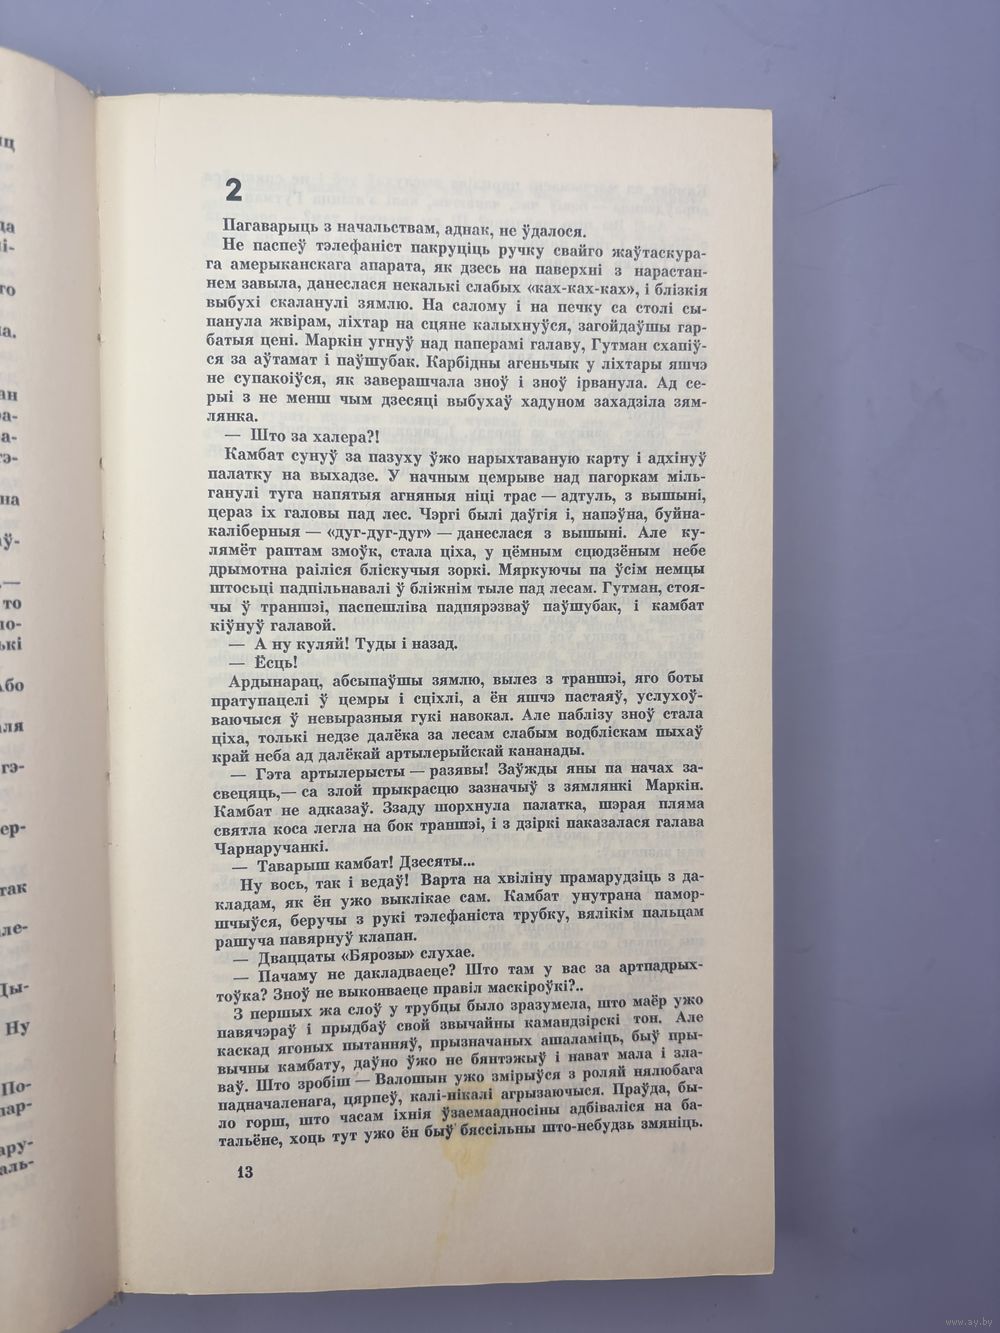 2
Пагаварыць з начальствам, аднак, не ўдалося.
Не паспеў тэлефаніст пакруціць ручку свайго жаўтаскура-
га амерыканскага апарата, як дзесь на паверхні з нарастан-
нем завыла, данеслася некалькі слабых «ках-ках-ках», і блізкія
выбухі скаланулі зямлю. На салому і на печку са столі сы-
панула жвірам, ліхтар на сцяне калыхнуўся, загойдаўшы гар-
батыя цені. Маркін угнуў над паперамі галаву, Гутман схапіў-
ся за аўтамат і паўшубак. Карбідны агеньчык у ліхтары яшчэ
не супакоіўся, як заверашчала зноў і зноў ірванула. Ад се-
рыі з не менш чым дзесяці выбухаў хадуном захадзіла зям-
лянка.
— Што за халера?!
Камбат сунуў за пазуху ўжо нарыхтаваную карту і адхінуў
палатку на выхадзе. У начным цемрыве над пагоркам міль-
ганулі туга напятыя агняныя ніці трас — адтуль, з вышыні,
цераз іх галовы пад лес. Чэргі былі даўгія і, напэўна, буйна-
каліберныя — «дуг-дуг-дуг» — данеслася з вышыні. Але ку-
лямёт раптам змоўк, стала ціха, у цёмным сцюдзёным небе
дрымотна раіліся бліскучыя зоркі. Мяркуючы па ўсім немцы
штосьці падпільнавалі ў бліжнім тыле пад лесам. Гутман, стоя-
чы ў траншэі, паспешліва падпярэзваў паўшубак, і камбат
кіўнуў галавой.
— А ну куляй! Туды і назад.
— Ёсць!
Ардынарац, абсыпаўшы зямлю, вылез з траншэі, яго боты
пратупацелі ў цемры і сціхлі, а ён яшчэ пастаяў, услухоў-
ваючыся ў невыразныя гукі навокал. Але паблізу зноў стала
ціха, толькі недзе далёка за лесам слабым водбліскам пыхаў
край неба ад далёкай артылерыйскай кананады.
— Гэта артылерысты — разявы! Заўжды яны па начах за-
свецяць,— са злой прыкрасцю зазначыў з зямлянкі Маркін.
Камбат не адказаў. Ззаду шорхнула палатка, шэрая пляма
святла коса легла на бок траншэі, і з дзіркі паказалася галава
Чарнаручанкі.
— Таварыш камбат! Дзесяты...
Ну вось, так і ведаў! Варта на хвіліну прамарудзіць з да-
кладам, як ён ужо выклікае сам. Камбат унутрана памор-
шчыўся, беручы з рукі тэлефаніста трубку, вялікім пальцам
рашуча павярнуў клапан.
— Дваццаты «Бярозы» слухае.
— Пачаму не дакладваеце? Што там у вас за артпадрых-
тоўка? Зноў не выконваеце правіл маскіроўкі?..
З першых жа слоў у трубцы было зразумела, што маёр ужо
павячэраў і прыдбаў свой звычайны камандзірскі тон. Але
каскад ягоных пытанняў, прызначаных ашаламіць, быў пры-
вычны камбату, даўно ўжо не бянтэжыў і нават мала і зла-
ваў. Што зробіш — Валошын ужо змірыўся з роляй нялюбага
падначаленага, цярпеў, калі-нікалі агрызаючыся. Праўда, бы-
ло горш, што часам іхнія ўзаемаадносіны адбіваліся на ба-
тальёне, хоць тут ужо ён быў бяссільны што-небудзь змяніць.
13
www.ay.by